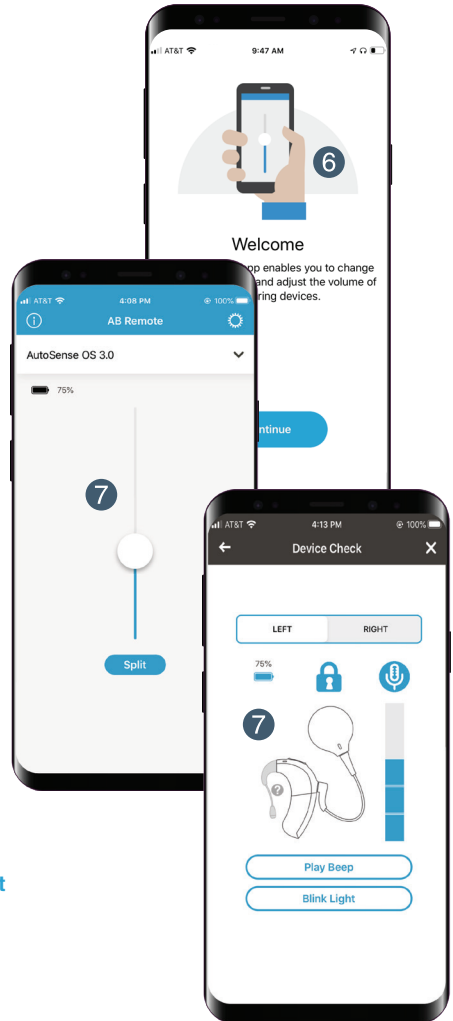 AT&T
9:47 AM
6
Welcome
pp enables you to change
and adjust the volume of
ring devices.
ntinue
AT&T
4:08 PM
100%
AB Remote
AutoSense OS 3.0
75%
7
Split
AT&T
4:13 PM
100%
Device Check
LEFT
RIGHT
75%
7
?
Play Beep
Blink Light
t